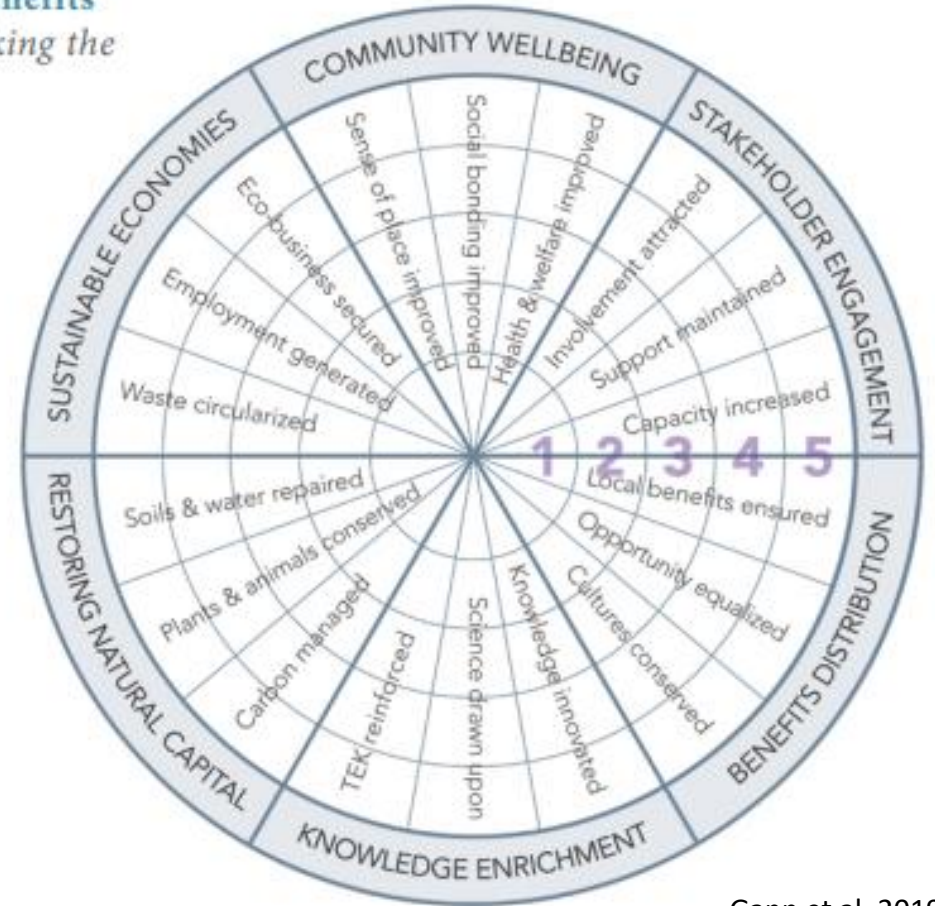 king the
COMMUNITY WELLBEING
Sense of place improved
Social bonding improved
Health & welfare improved
STAKEHOLDER ENGAGEMENT
Involvement attracted
Support maintained
Capacity increased
1 2 3 4 5
BENEFITS DISTRIBUTION
Local benefits ensured
Opportunity equalized
Cultures conserved
KNOWLEDGE ENRICHMENT
Knowledge innovated
Science drawn upon
TEK reinforced
RESTORING NATURAL CAPITAL
Carbon managed
Plants & animals conserved
Soils & water repaired
SUSTAINABLE ECONOMIES
Waste circularized
Employment generated
Eco-business secured